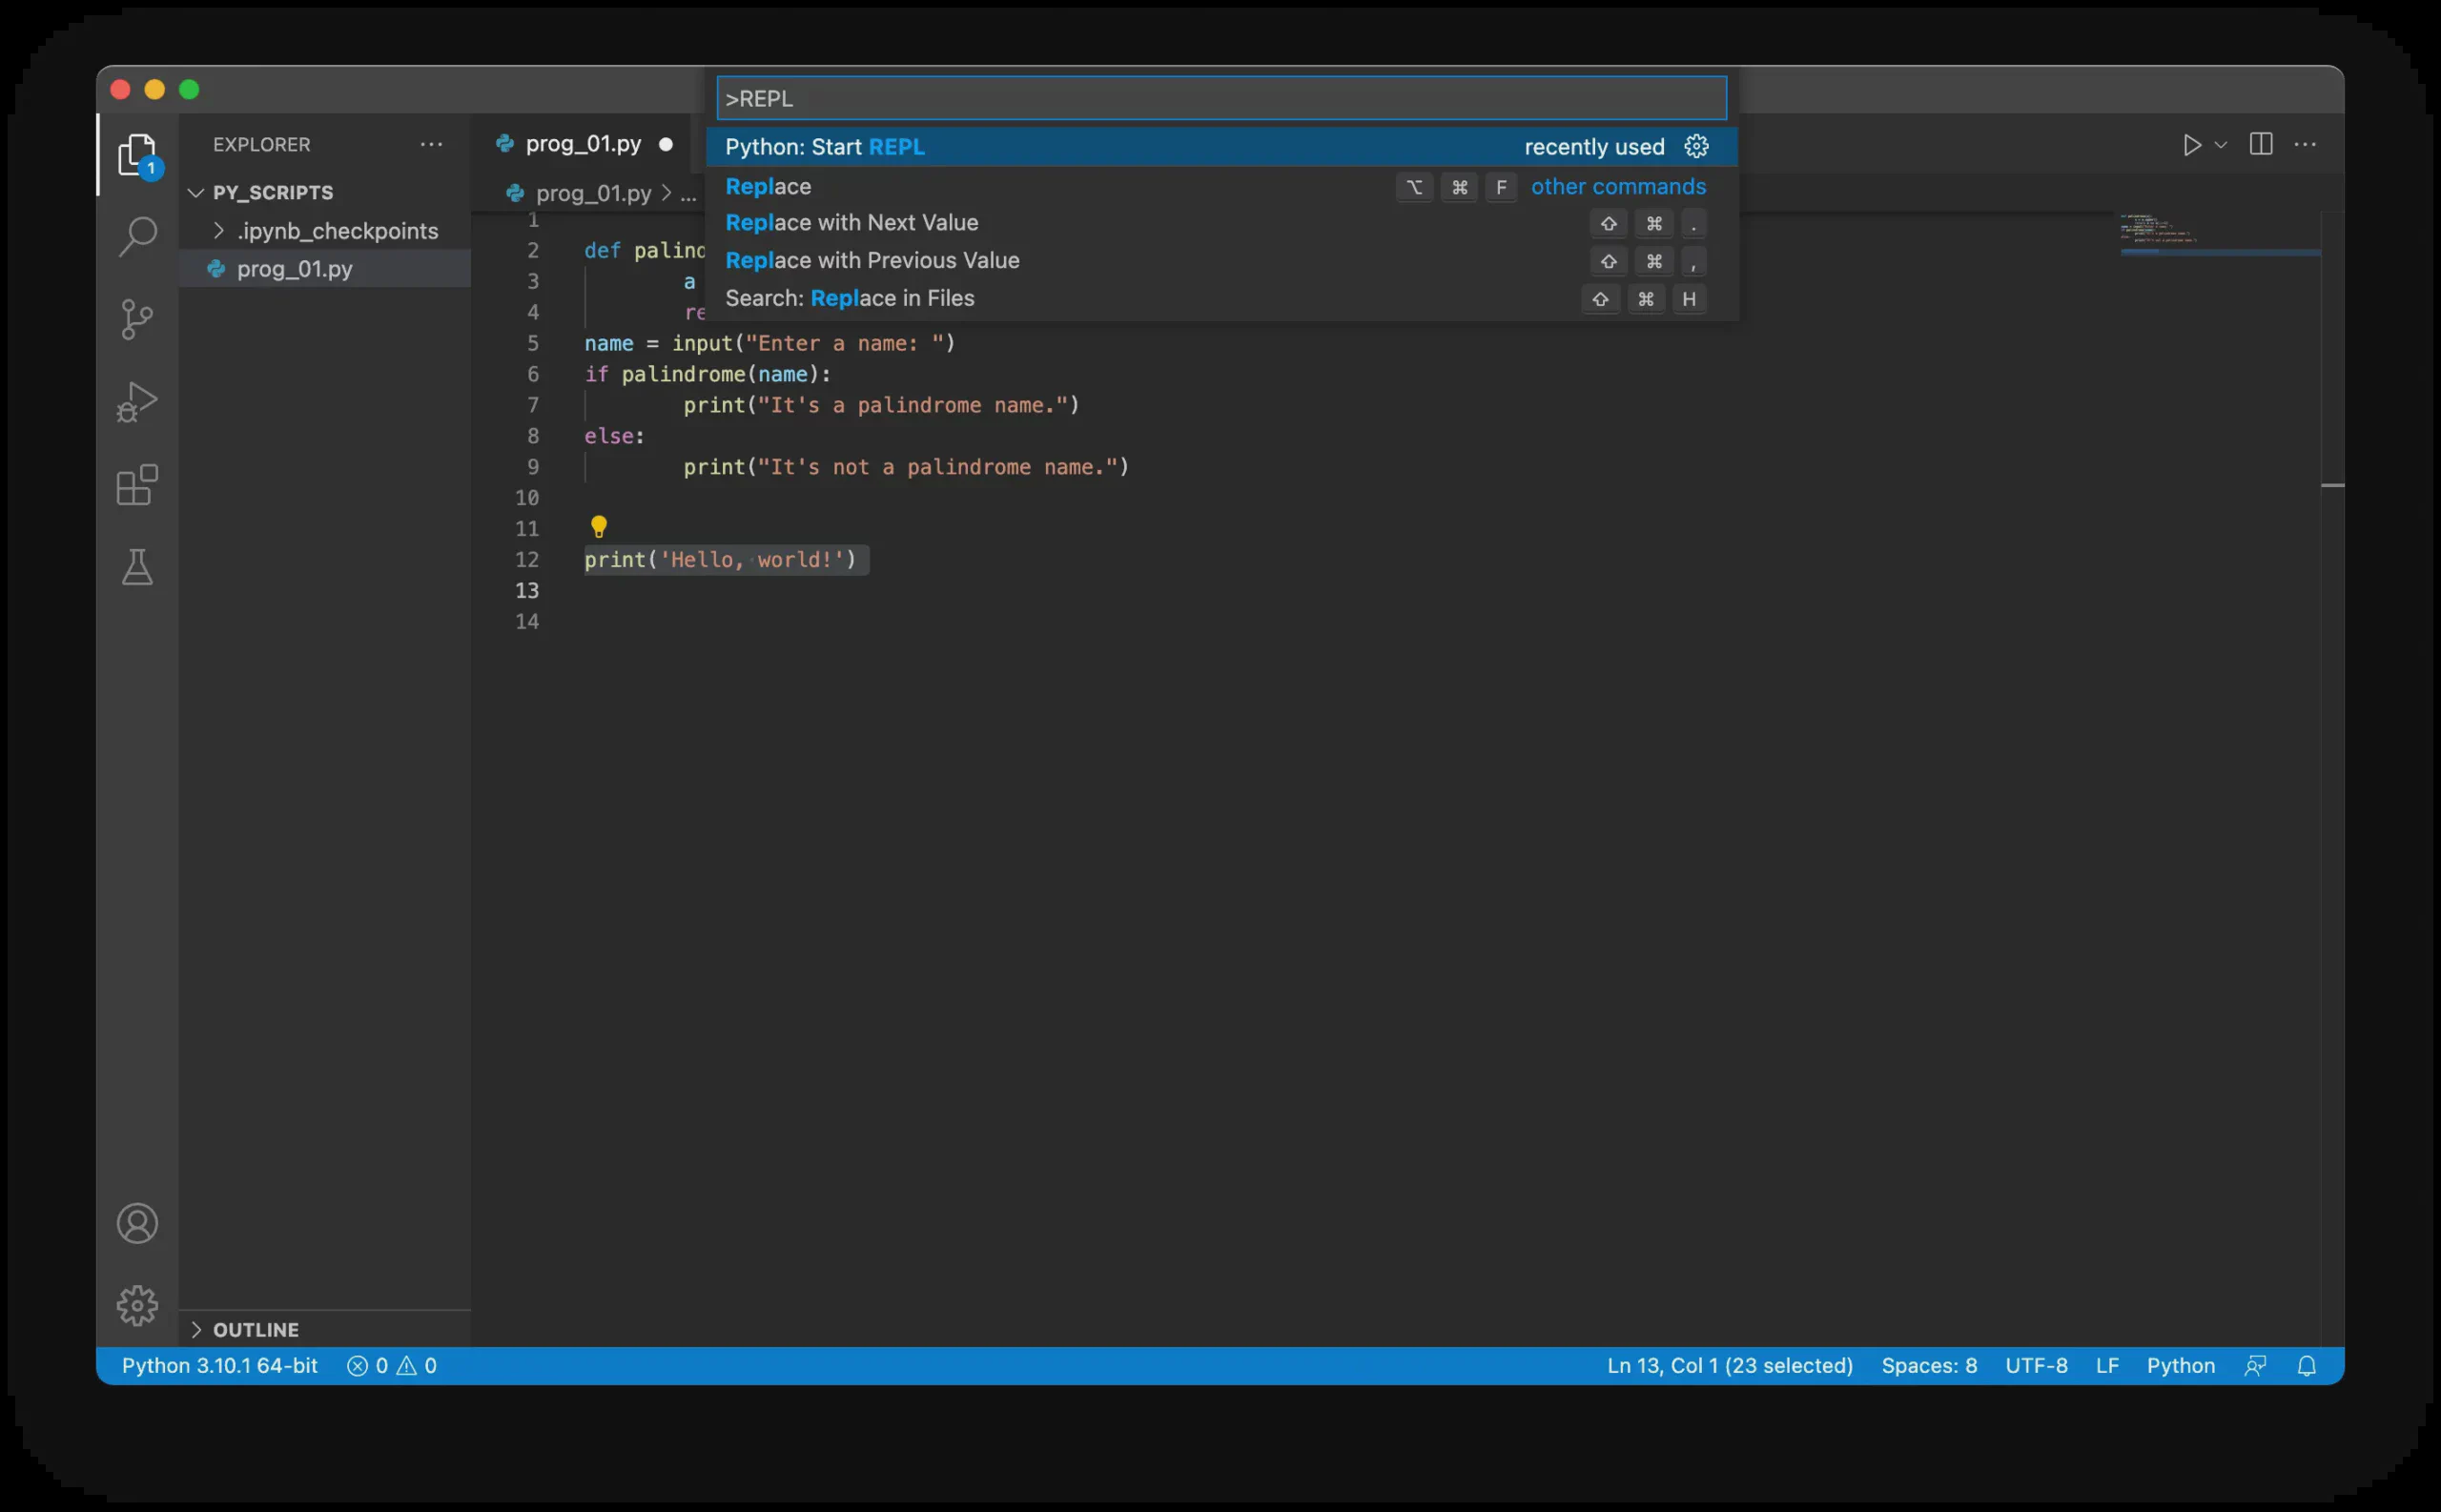 >REPL
Python: Start REPL recently used
Replace ⌥ ⌘ F other commands
Replace with Next Value ⇧ ⌘ .
Replace with Previous Value ⇧ ⌘ ,
Search: Replace in Files ⇧ ⌘ H
EXPLORER ...
1
PY_SCRIPTS
.ipynb_checkpoints
prog_01.py
OUTLINE
prog_01.py
prog_01.py > ...
1
2 def palind
3 a
4 re
5 name = input("Enter a name: ")
6 if palindrome(name):
7 print("It's a palindrome name.")
8 else:
9 print("It's not a palindrome name.")
10
11
12 print('Hello, world!')
13
14
Python 3.10.1 64-bit 0 0 Ln 13, Col 1 (23 selected) Spaces: 8 UTF-8 LF Python